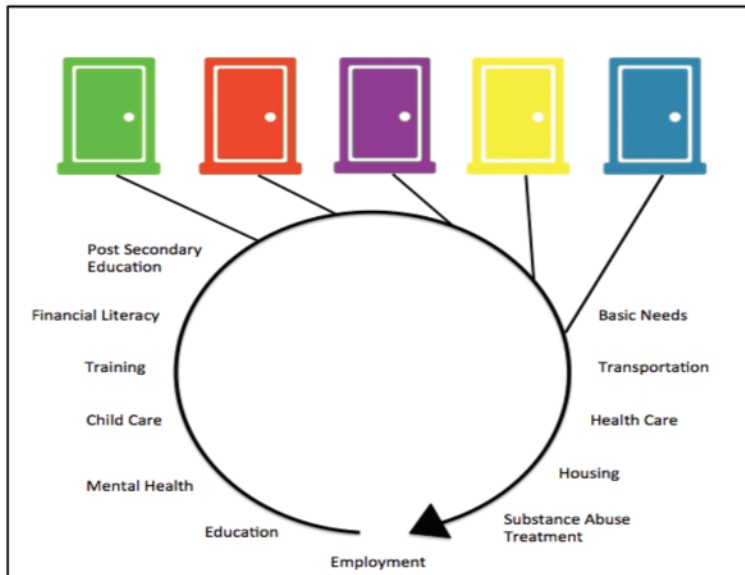 Post Secondary
Education
Financial Literacy
Training
Child Care
Mental Health
Education
Employment
Basic Needs
Transportation
Health Care
Housing
Substance Abuse
Treatment